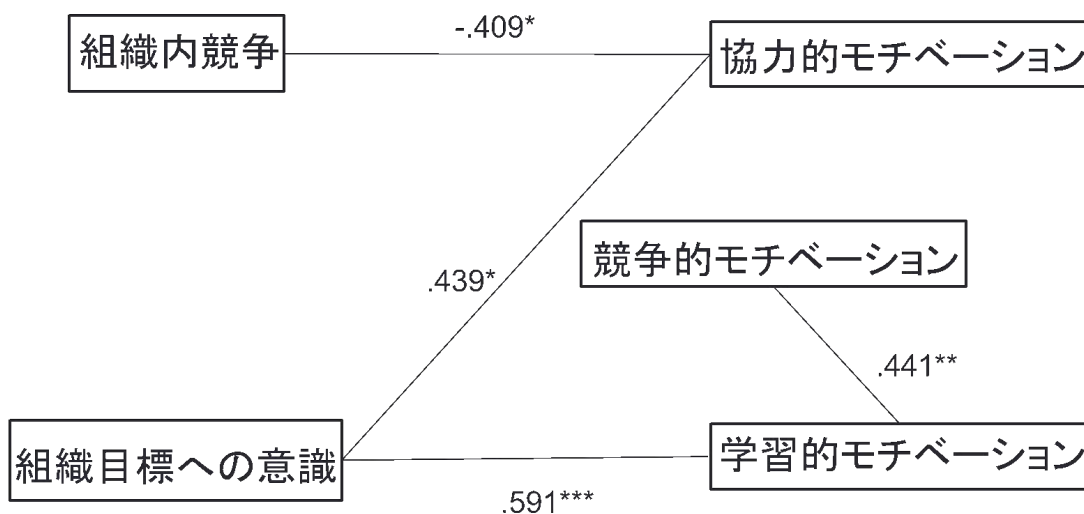 -.409*
組織内競争
協力的モチベーション
競争的モチベーション
.439*
.441**
組織目標への意識
学習的モチベーション
.591***